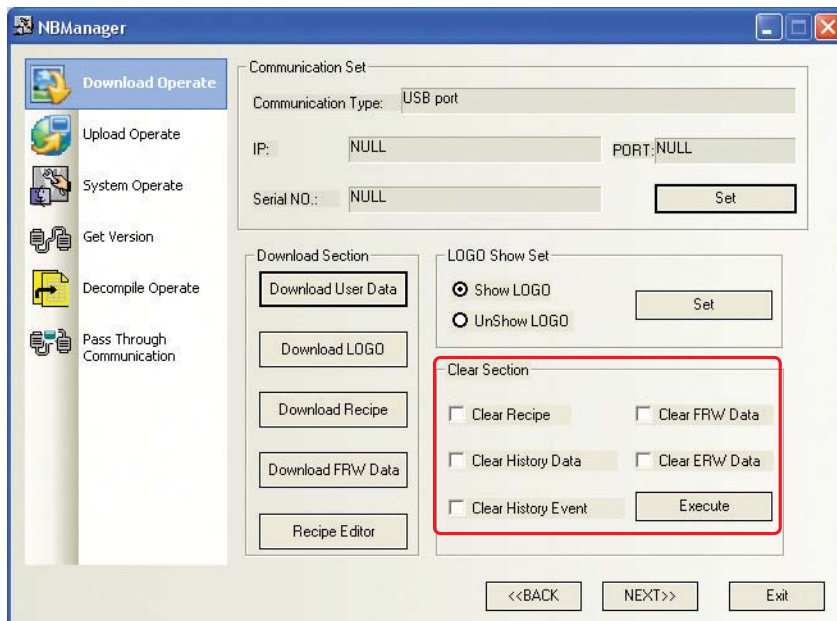 NBManager
Download Operate
Upload Operate
System Operate
Get Version
Decompile Operate
Pass Through
Communication
Communication Set
Communication Type: USB port
IP: NULL PORT: NULL
Serial NO.: NULL Set
Download Section
Download User Data
Download LOGO
Download Recipe
Download FRW Data
Recipe Editor
LOGO Show Set
Show LOGO
UnShow LOGO
Set
Clear Section
Clear Recipe Clear FRW Data
Clear History Data Clear ERW Data
Clear History Event Execute
<<BACK NEXT>> Exit